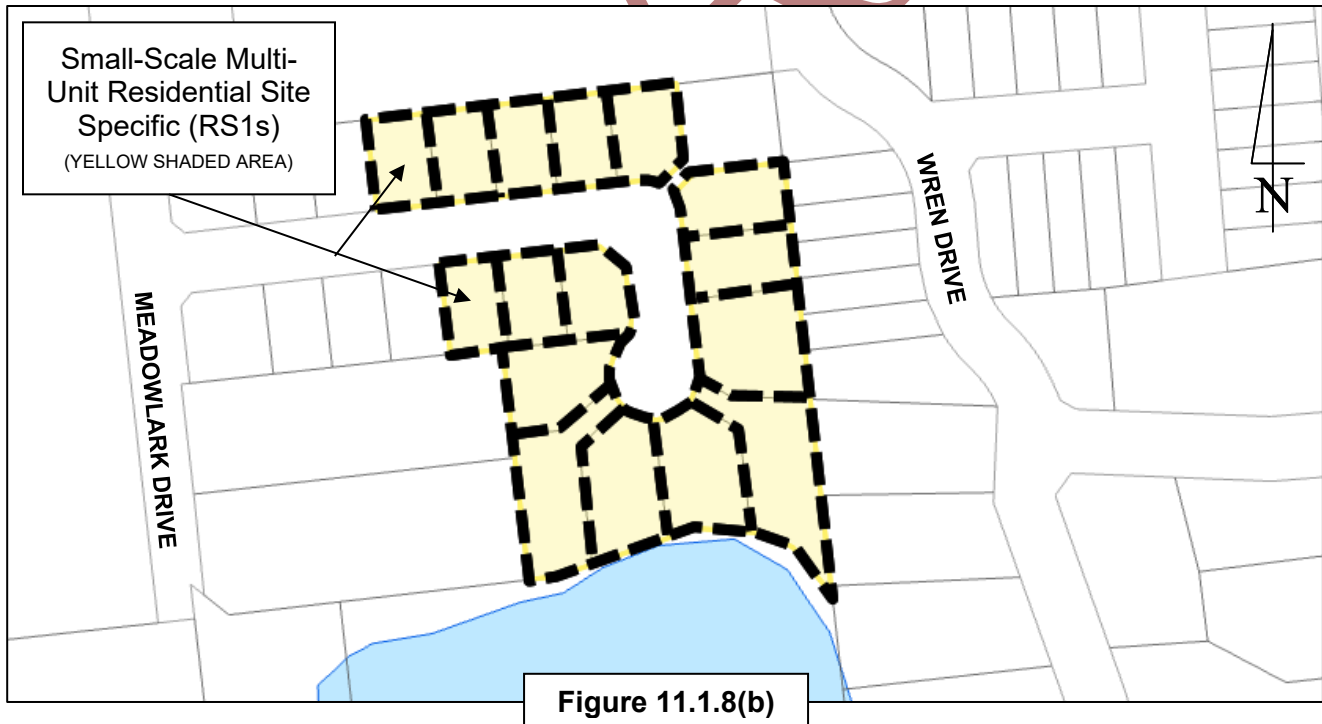 Small-Scale Multi-
Unit Residential Site
Specific (RS1s)
(YELLOW SHADED AREA)
WREN DRIVE
N
MEADOWLARK DRIVE
Figure 11.1.8(b)